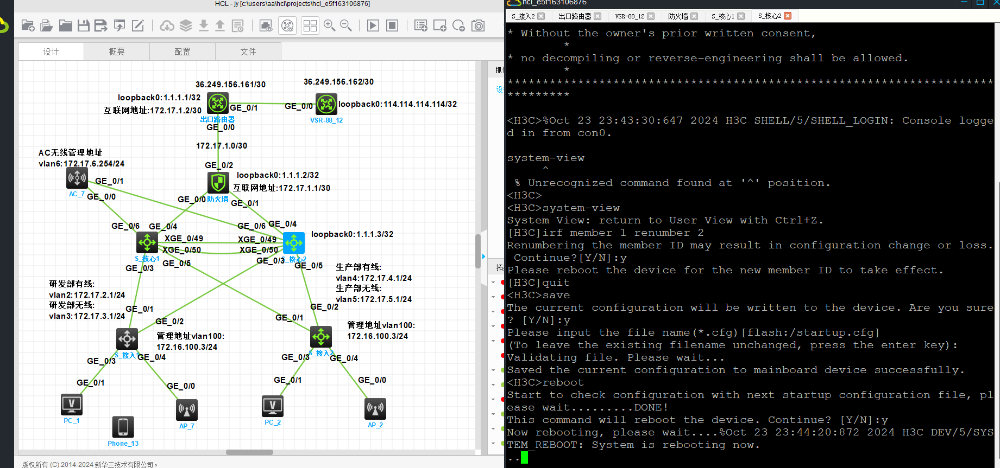 HCL - jy [c:\users\aa\hcl\projects\hcl_e5f163106876]
设计
概要
配置
文件
36.249.156.161/30
36.249.156.162/30
loopback0:1.1.1.1/32
互联网地址:172.17.1.2/30
GE_0/1
GE_0/0
loopback0:114.114.114.114/32
出口路由器
VSR-88_12
GE_0/0
172.17.1.0/30
AC无线管理地址
vlan6:172.17.6.254/24
GE_0/2
loopback0:1.1.1.2/32
互联网地址:172.17.1.1/30
GE_0/1
AC_7
GE_0/0
GE_0/0
防火墙
GE_0/1
GE_0/6
GE_0/4
GE_0/6
GE_0/4
loopback0:1.1.1.3/32
XGE_0/49
XGE_0/49
XGE_0/50
XGE_0/50
S_核心1
S_核心2
GE_0/3
GE_0/5
GE_0/3
GE_0/5
研发部有线:
vlan2:172.17.2.1/24
研发部无线:
vlan3:172.17.3.1/24
生产部有线:
vlan4:172.17.4.1/24
生产部无线:
vlan5:172.17.5.1/24
GE_0/1
GE_0/2
GE_0/1
GE_0/2
管理地址vlan100:
172.16.100.3/24
管理地址vlan100:
172.16.100.3/24
S_接入1
GE_0/3
GE_0/4
S_接入2
GE_0/3
GE_0/4
GE_0/1
GE_0/0
GE_0/1
GE_0/0
PC_1
AP_7
PC_2
AP_2
Phone_13
版权所有 (C) 2014-2024 新华三技术有限公司。
hcl_e5f163106876
S_接入2
出口路由器
VSR-88_12
防火墙
S_核心1
S_核心2
* Without the owner's prior written consent,
*
* no decompiling or reverse-engineering shall be allowed.
*
*********************************************************************
*********
<H3C>%Oct 23 23:43:30:647 2024 H3C SHELL/5/SHELL_LOGIN: Console logge
d in from con0.
system-view
^
% Unrecognized command found at '^' position.
<H3C>
<H3C>system-view
System View: return to User View with Ctrl+Z.
[H3C]irf member 1 renumber 2
Renumbering the member ID may result in configuration change or loss.
Continue?[Y/N]:y
Please reboot the device for the new member ID to take effect.
[H3C]quit
<H3C>save
The current configuration will be written to the device. Are you sure
? [Y/N]:y
Please input the file name(*.cfg)[flash:/startup.cfg]
(To leave the existing filename unchanged, press the enter key):
Validating file. Please wait...
Saved the current configuration to mainboard device successfully.
<H3C>reboot
Start to check configuration with next startup configuration file, pl
ease wait.........DONE!
This command will reboot the device. Continue? [Y/N]:y
Now rebooting, please wait....%Oct 23 23:44:20:872 2024 H3C DEV/5/SYS
TEM_REBOOT: System is rebooting now.
..